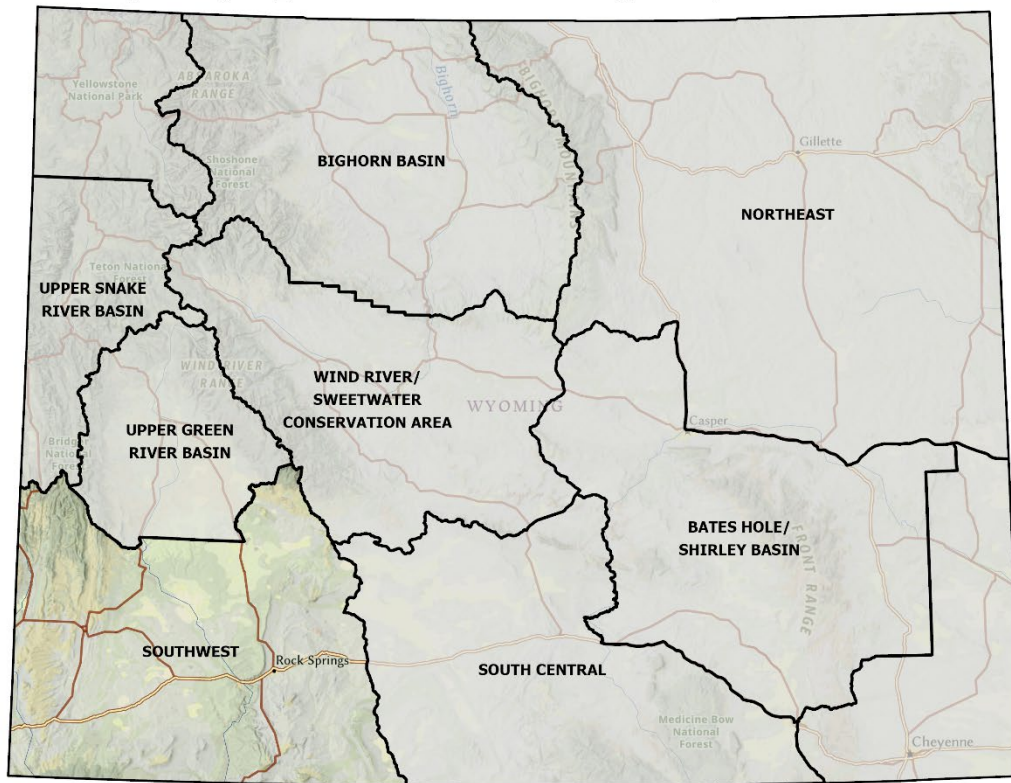 Yellowstone
National Park
ABSAROKA
RANGE
Bighorn
BIGHORN
MOUNTAINS
Gillette
BIGHORN BASIN
Shoshone
National
Forest
NORTHEAST
Teton National
Forest
UPPER SNAKE
RIVER BASIN
WIND RIVER
RANGE
WIND RIVER/
SWEETWATER
CONSERVATION AREA
WYOMING
Casper
UPPER GREEN
RIVER BASIN
Bridger
National
Forest
BATES HOLE/
SHIRLEY BASIN
FRONT RANGE
SOUTHWEST
Rock Springs
SOUTH CENTRAL
Medicine Bow
National
Forest
Cheyenne